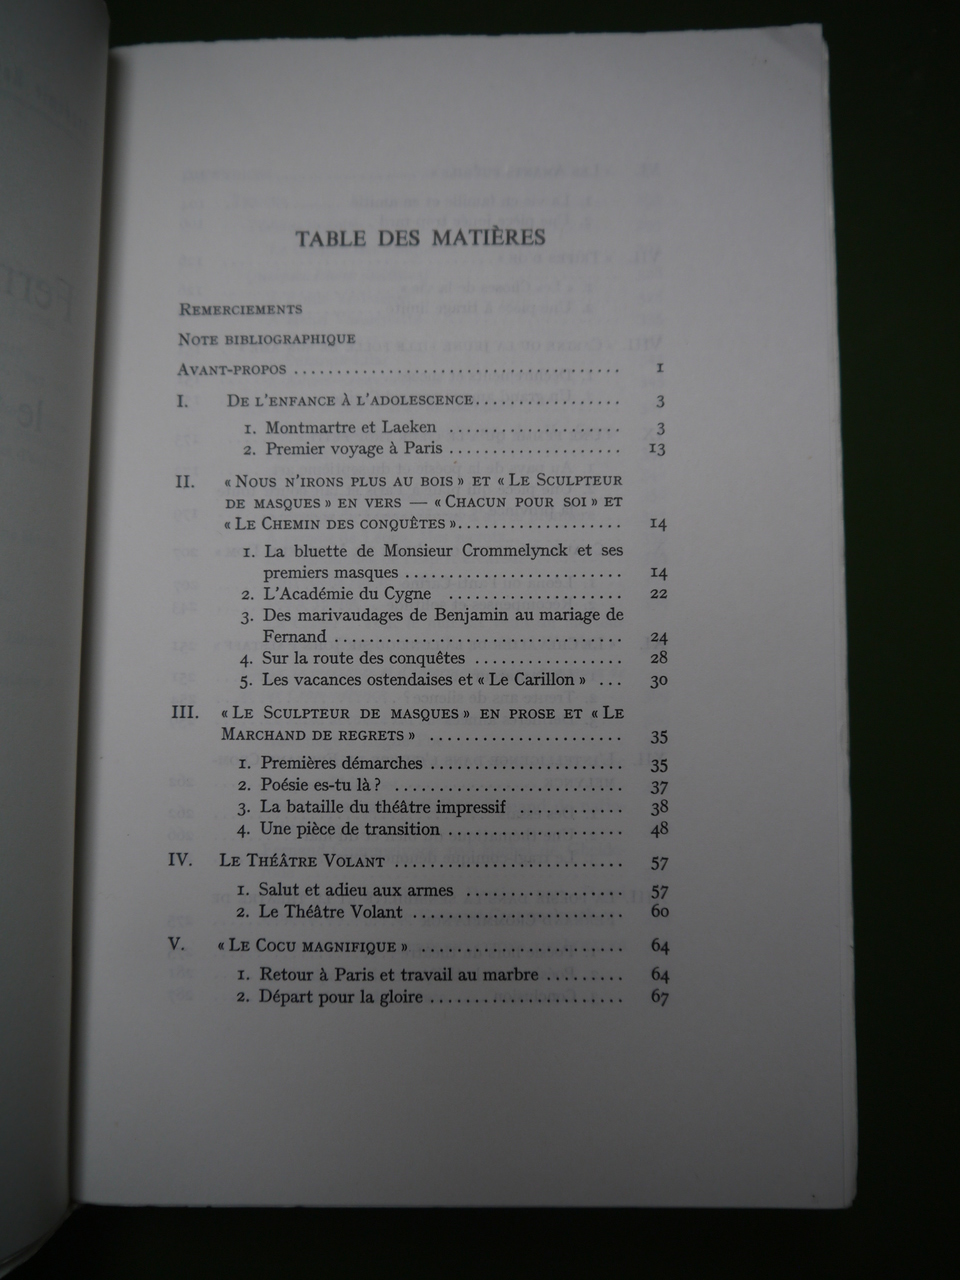 TABLE DES MATIÈRES
REMERCIEMENTS
NOTE BIBLIOGRAPHIQUE
AVANT-PROPOS ..................................... 1
I. DE L'ENFANCE À L'ADOLESCENCE................. 3
1. Montmartre et Laeken .................... 3
2. Premier voyage à Paris .................... 13
II. « NOUS N'IRONS PLUS AU BOIS » ET « LE SCULPTEUR
DE MASQUES » EN VERS — « CHACUN POUR SOI » ET
« LE CHEMIN DES CONQUÊTES »................... 14
1. La bluette de Monsieur Crommelynck et ses
premiers masques ......................... 14
2. L'Académie du Cygne .................... 22
3. Des marivaudages de Benjamin au mariage de
Fernand ................................. 24
4. Sur la route des conquêtes ................. 28
5. Les vacances ostendaises et « Le Carillon » ... 30
III. « LE SCULPTEUR DE MASQUES » EN PROSE ET « LE
MARCHAND DE REGRETS » ...................... 35
1. Premières démarches ...................... 35
2. Poésie es-tu là ? .......................... 37
3. La bataille du théâtre impressif ............ 38
4. Une pièce de transition .................... 48
IV. LE THÉÂTRE VOLANT .......................... 57
1. Salut et adieu aux armes .................. 57
2. Le Théâtre Volant ........................ 60
V. « LE COCU MAGNIFIQUE » ....................... 64
1. Retour à Paris et travail au marbre ......... 64
2. Départ pour la gloire ...................... 67